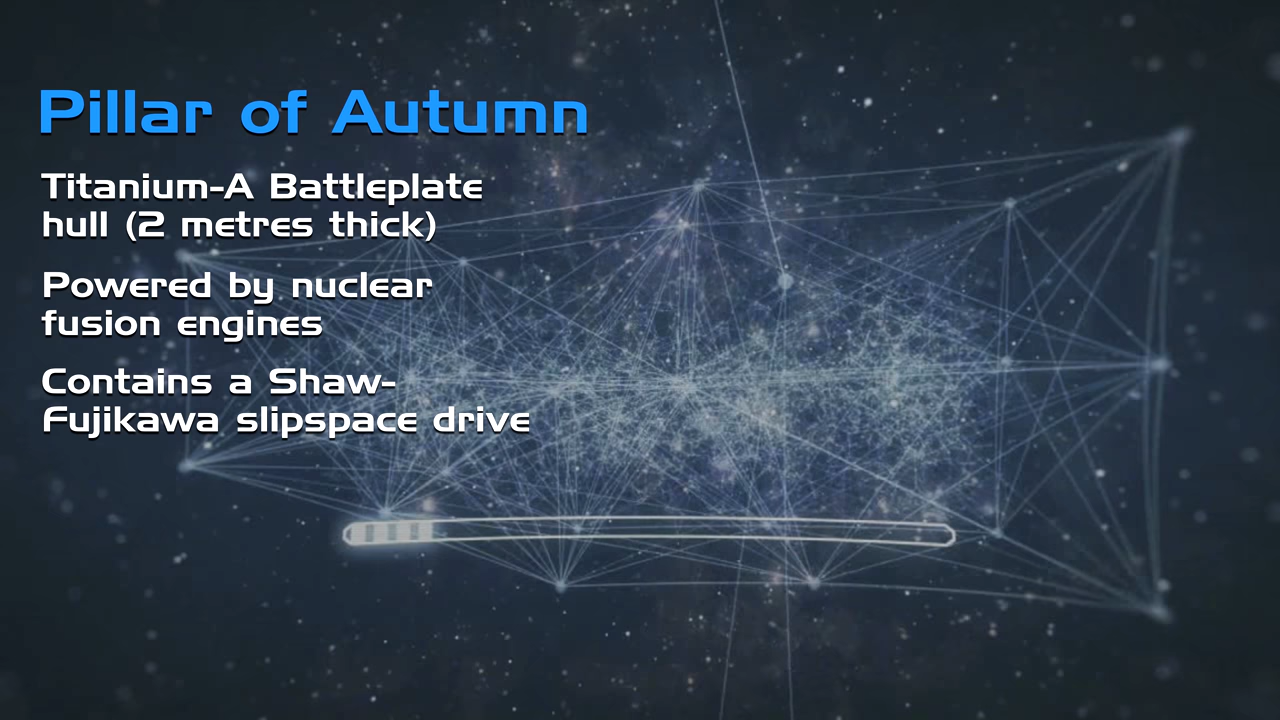 Pillar of Autumn
Titanium-A Battleplate
hull (2 metres thick)
Powered by nuclear
fusion engines
Contains a Shaw-
Fujikawa slipspace drive